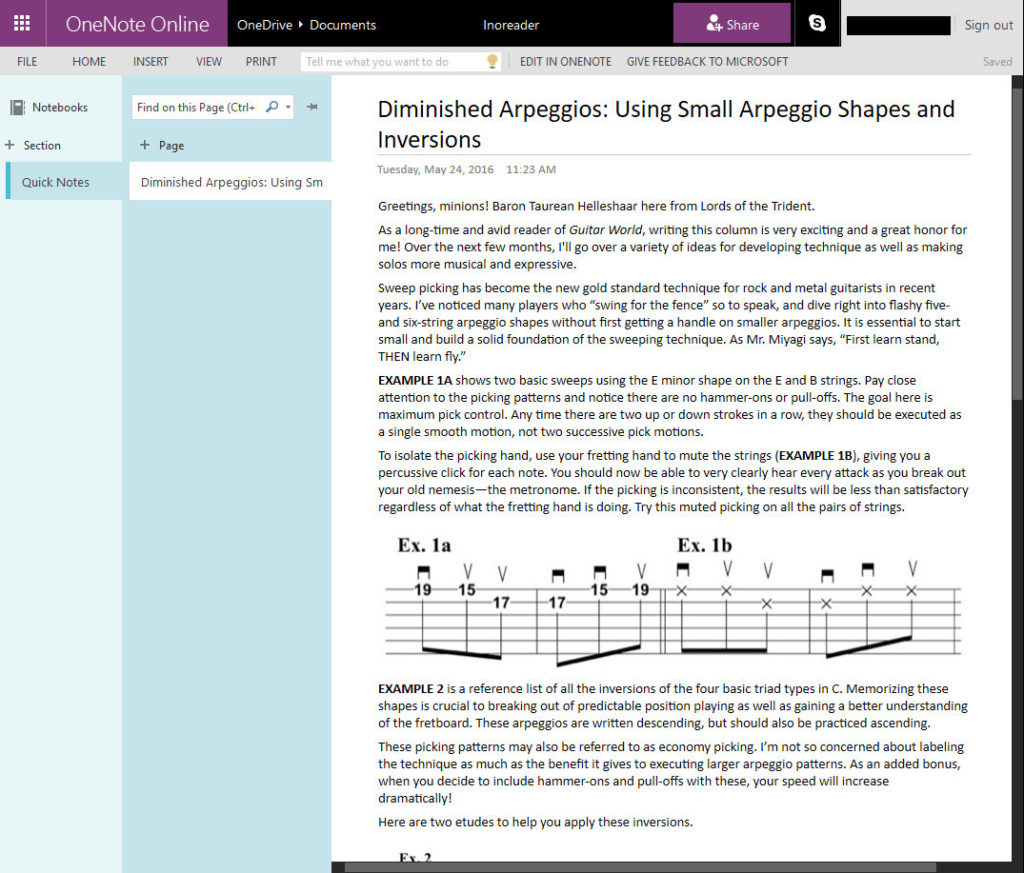 OneNote Online
OneDrive
Documents
Inoreader
Share
Sign out
FILE HOME INSERT VIEW PRINT
Tell me what you want to do
EDIT IN ONENOTE GIVE FEEDBACK TO MICROSOFT
Saved
Notebooks
Find on this Page (Ctrl+
+ Section
+ Page
Quick Notes
Diminished Arpeggios: Using Sm
Diminished Arpeggios: Using Small Arpeggio Shapes and
Inversions
Tuesday, May 24, 2016 11:23 AM
Greetings, minions! Baron Taurean Helleshaar here from Lords of the Trident.
As a long-time and avid reader of Guitar World, writing this column is very exciting and a great honor for
me! Over the next few months, I'll go over a variety of ideas for developing technique as well as making
solos more musical and expressive.
Sweep picking has become the new gold standard technique for rock and metal guitarists in recent
years. I've noticed many players who “swing for the fence” so to speak, and dive right into flashy five-
and six-string arpeggio shapes without first getting a handle on smaller arpeggios. It is essential to start
small and build a solid foundation of the sweeping technique. As Mr. Miyagi says, “First learn stand,
THEN learn fly.”
EXAMPLE 1A shows two basic sweeps using the E minor shape on the E and B strings. Pay close
attention to the picking patterns and notice there are no hammer-ons or pull-offs. The goal here is
maximum pick control. Any time there are two up or down strokes in a row, they should be executed as
a single smooth motion, not two successive pick motions.
To isolate the picking hand, use your fretting hand to mute the strings (EXAMPLE 1B), giving you a
percussive click for each note. You should now be able to very clearly hear every attack as you break out
your old nemesis—the metronome. If the picking is inconsistent, the results will be less than satisfactory
regardless of what the fretting hand is doing. Try this muted picking on all the pairs of strings.
Ex. 1a Ex. 1b
19 15 17 17 15 19
EXAMPLE 2 is a reference list of all the inversions of the four basic triad types in C. Memorizing these
shapes is crucial to breaking out of predictable position playing as well as gaining a better understanding
of the fretboard. These arpeggios are written descending, but should also be practiced ascending.
These picking patterns may also be referred to as economy picking. I'm not so concerned about labeling
the technique as much as the benefit it gives to executing larger arpeggio patterns. As an added bonus,
when you decide to include hammer-ons and pull-offs with these, your speed will increase
dramatically!
Here are two etudes to help you apply these inversions.
Ex. 2